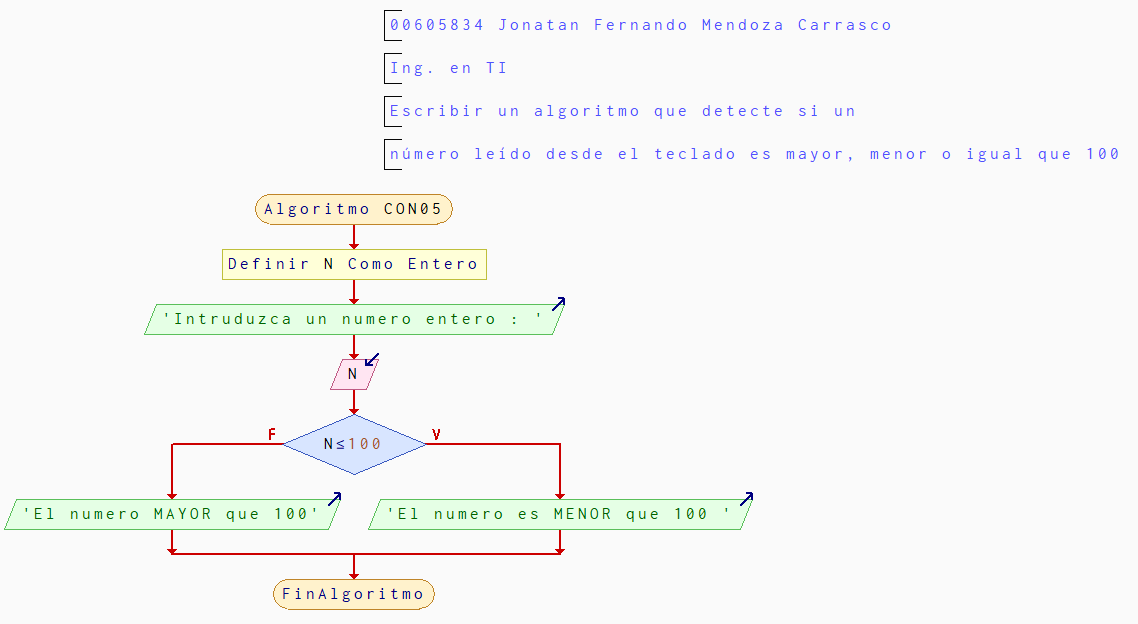 00605834 Jonatan Fernando Mendoza Carrasco
Ing. en TI
Escribir un algoritmo que detecte si un
número leído desde el teclado es mayor, menor o igual que 100
Algoritmo CON05
Definir N Como Entero
'Intruduzca un numero entero : '
N
F
V
N≤100
'El numero MAYOR que 100'
'El numero es MENOR que 100 '
FinAlgoritmo